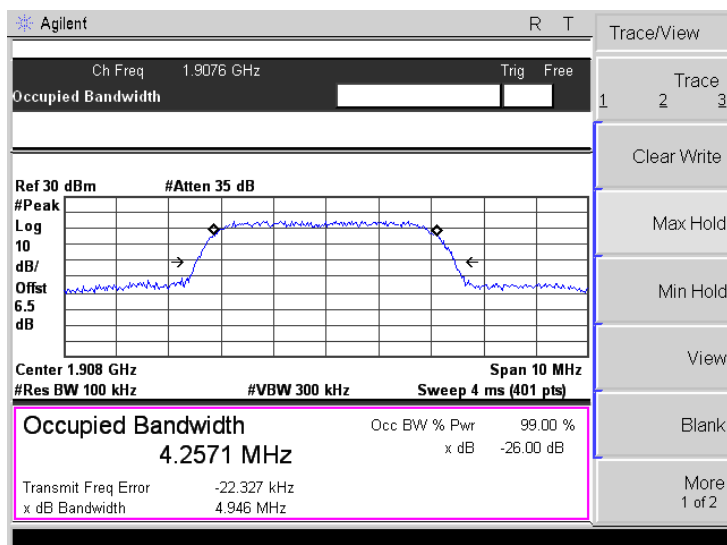 Agilent R T
Ch Freq 1.9076 GHz Trig Free
Occupied Bandwidth
Ref 30 dBm #Atten 35 dB
#Peak
Log
10
dB/
Offst
6.5
dB
Center 1.908 GHz Span 10 MHz
#Res BW 100 kHz #VBW 300 kHz Sweep 4 ms (401 pts)
Occupied Bandwidth
4.2571 MHz
Occ BW % Pwr 99.00 %
x dB -26.00 dB
Transmit Freq Error -22.327 kHz
x dB Bandwidth 4.946 MHz
Trace/View
Trace
1 2 3
Clear Write
Max Hold
Min Hold
View
Blank
More
1 of 2